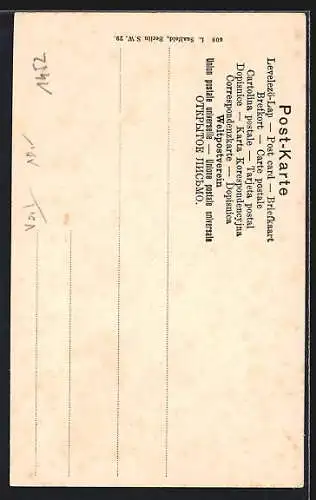 Post-Karte
Levelező-Lap — Post card — Briefkaart
Brefkort — Carte postale
Cartolina postale — Tarjeta postal
Dopisnice — Karta Korespondencyjna
Correspondenzkarte — Dopisnica
Weltpostverein
Union postale universelle — Unione postale universale
ОТКРЫТОЕ ПИСЬМО.
408 L. Saalfeld, Berlin S.W. 29.